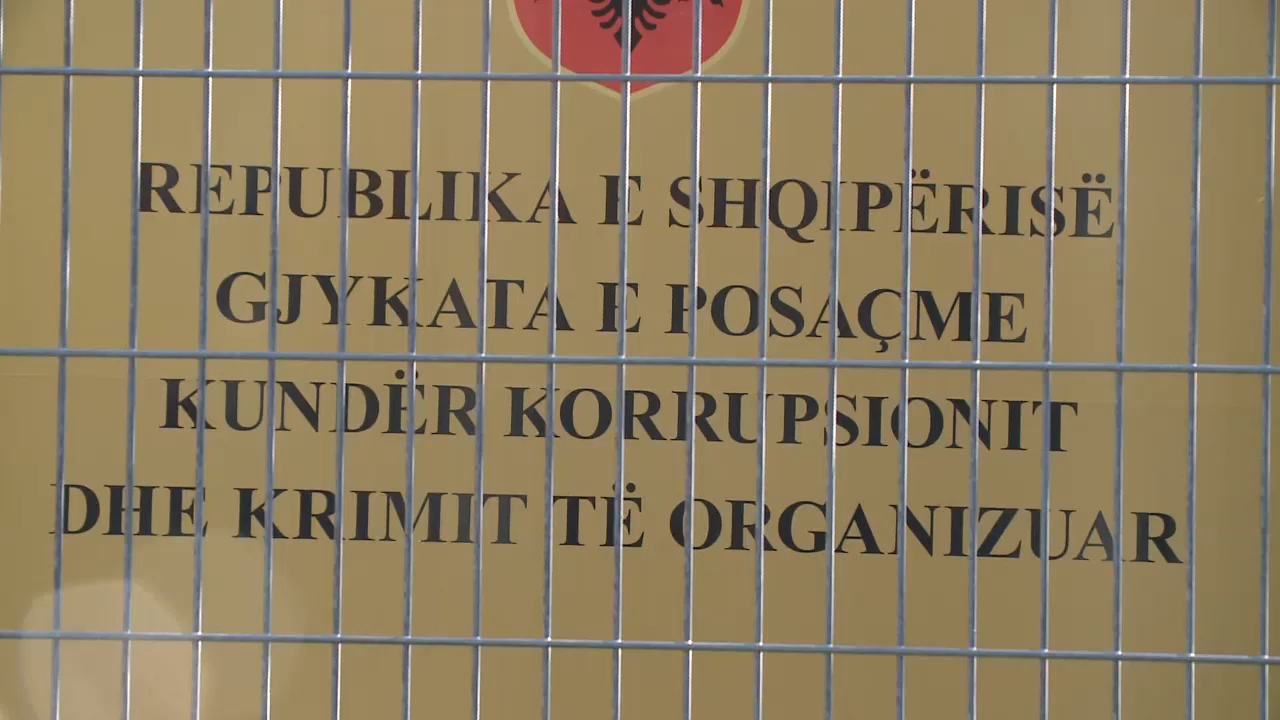 REPUBLIKA E SHQIPËRISË
GJYKATA E POSAÇME
KUNDËR KORRUPSIONIT
DHE KRIMIT TË ORGANIZUAR